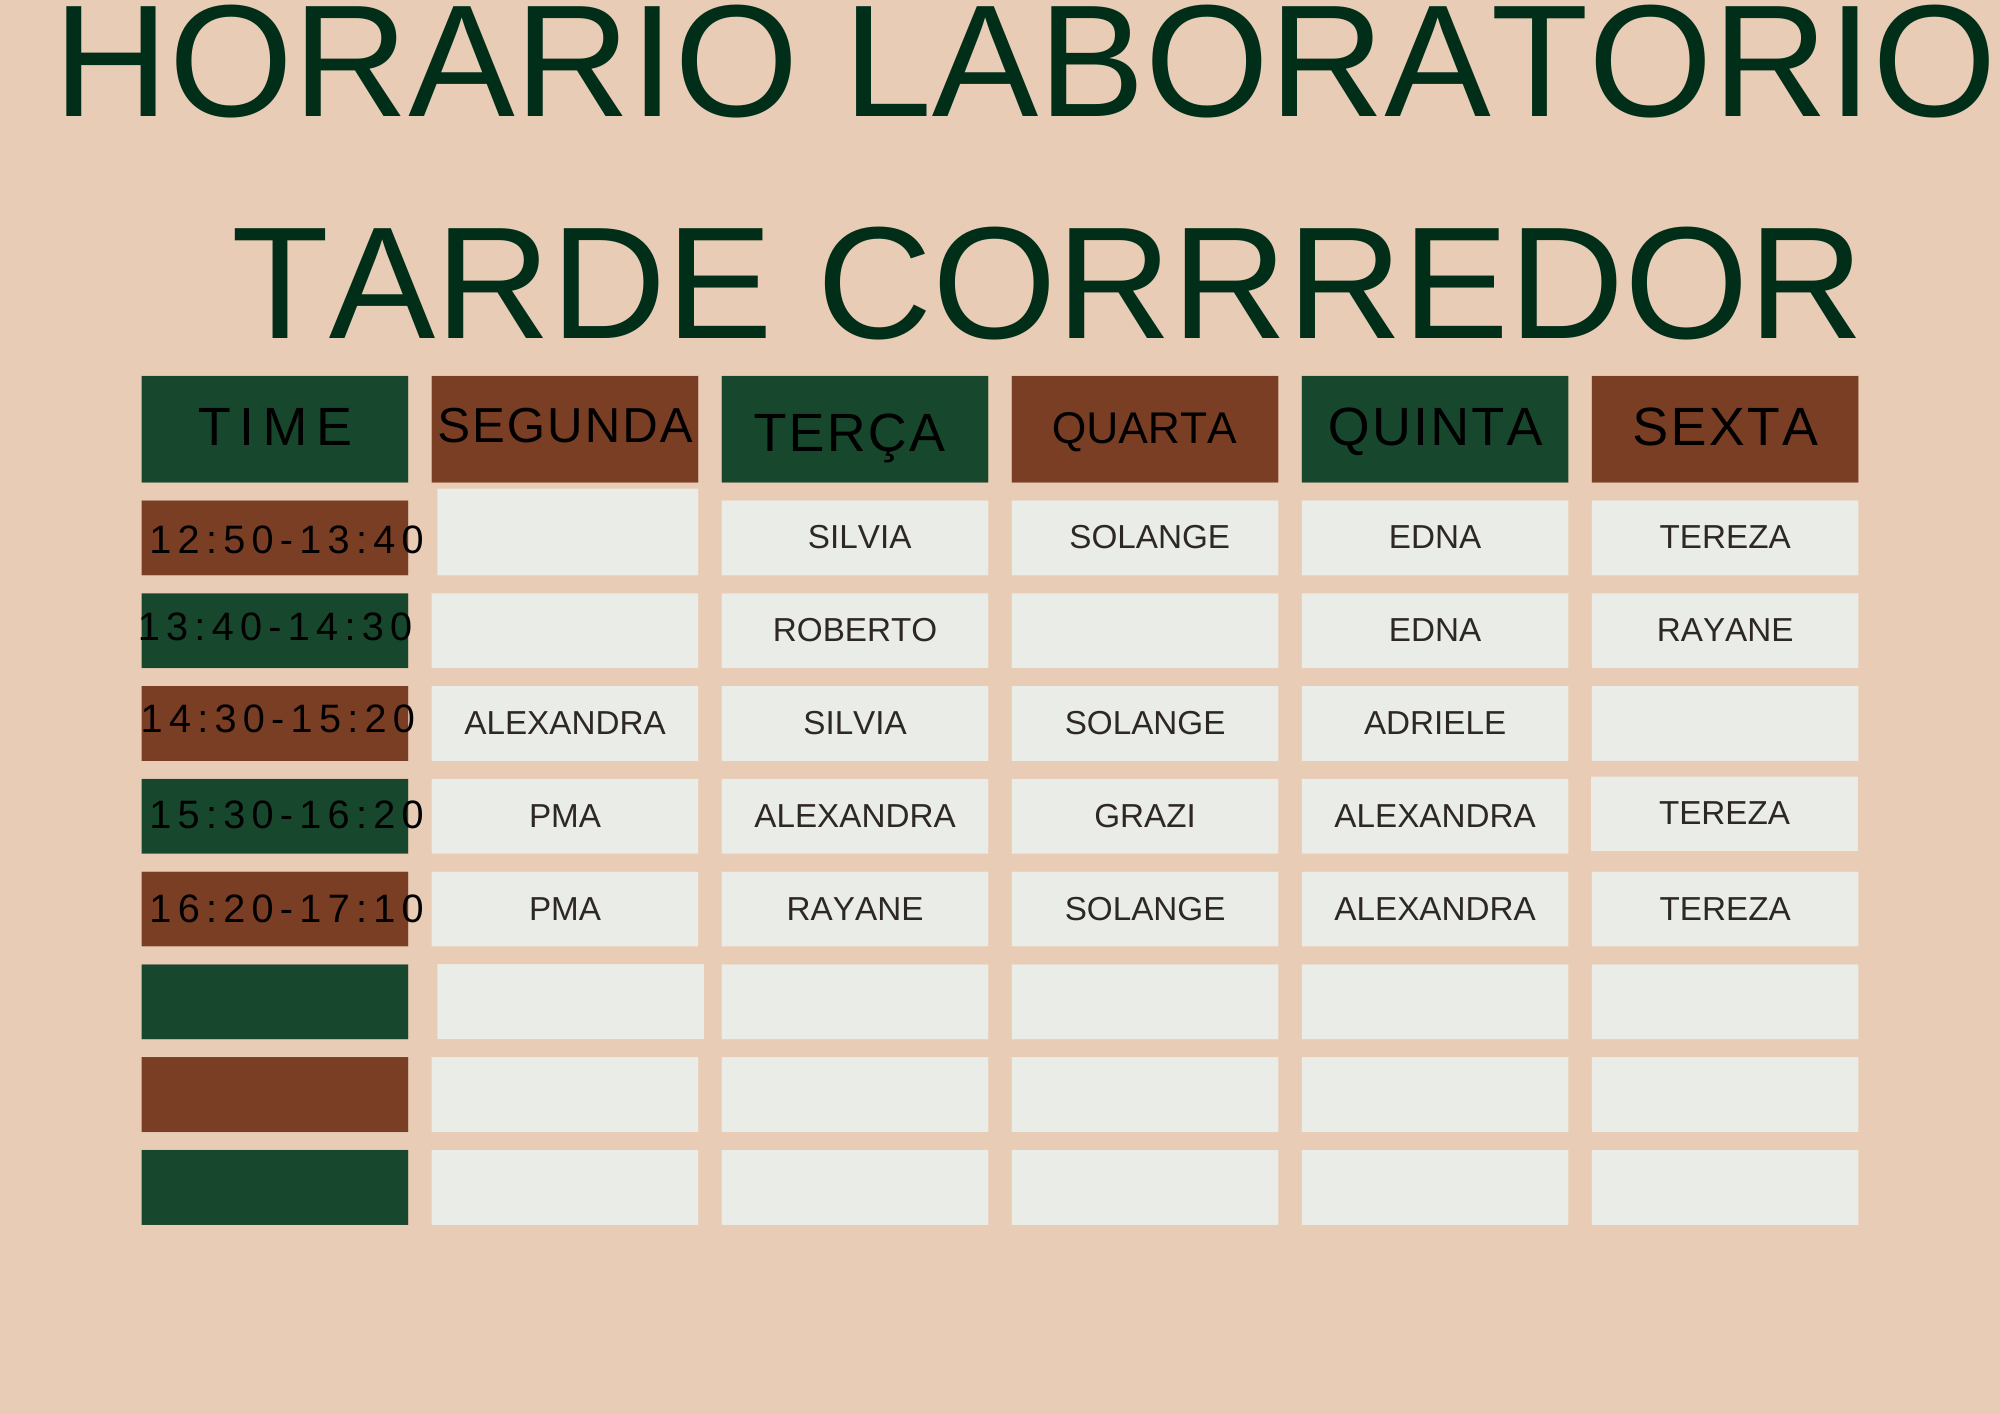 HORARIO LABORATORIO
TARDE CORRREDOR
TIME SEGUNDA TERÇA QUARTA QUINTA SEXTA
12:50-13:40 SILVIA SOLANGE EDNA TEREZA
13:40-14:30 ROBERTO EDNA RAYANE
14:30-15:20 ALEXANDRA SILVIA SOLANGE ADRIELE
15:30-16:20 PMA ALEXANDRA GRAZI ALEXANDRA TEREZA
16:20-17:10 PMA RAYANE SOLANGE ALEXANDRA TEREZA